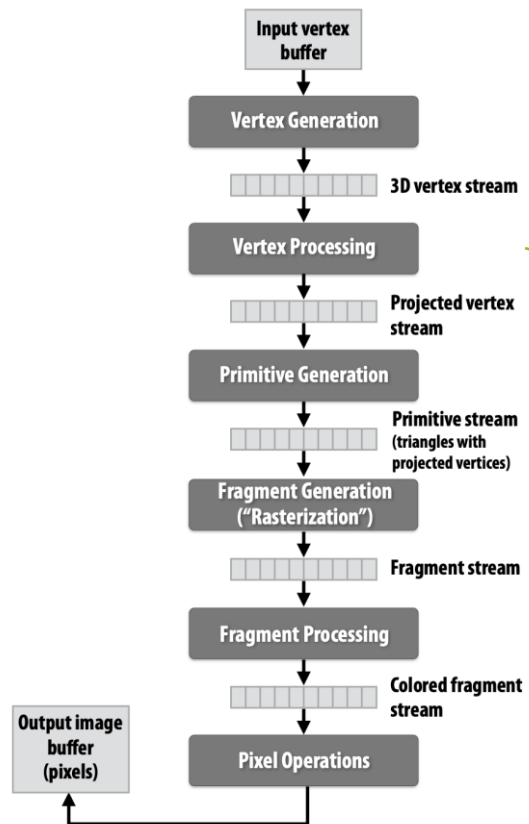 Input vertex
buffer
Vertex Generation
3D vertex stream
Vertex Processing
Projected vertex
stream
Primitive Generation
Primitive stream
(triangles with
projected vertices)
Fragment Generation
(“Rasterization”)
Fragment stream
Fragment Processing
Colored fragment
stream
Output image
buffer
(pixels)
Pixel Operations